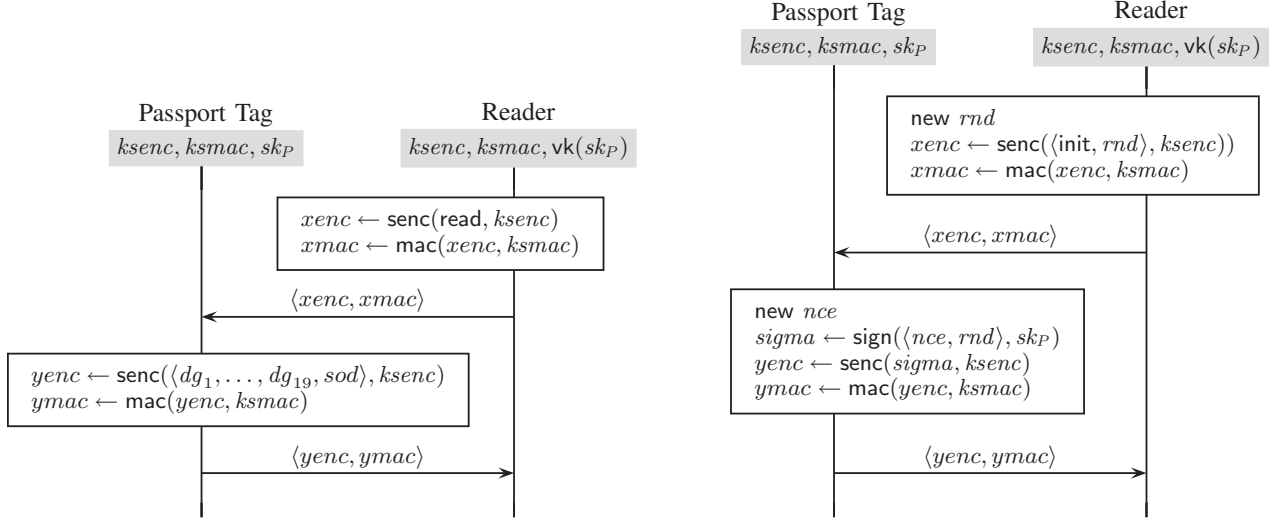 Passport Tag
Reader
ksenc, ksmac, sk_P
ksenc, ksmac, vk(sk_P)
xenc ← senc(read, ksenc)
xmac ← mac(xenc, ksmac)
⟨xenc, xmac⟩
yenc ← senc(⟨dg_1, . . . , dg_19, sod⟩, ksenc)
ymac ← mac(yenc, ksmac)
⟨yenc, ymac⟩
Passport Tag
Reader
ksenc, ksmac, sk_P
ksenc, ksmac, vk(sk_P)
new rnd
xenc ← senc(⟨init, rnd⟩, ksenc))
xmac ← mac(xenc, ksmac)
⟨xenc, xmac⟩
new nce
sigma ← sign(⟨nce, rnd⟩, sk_P)
yenc ← senc(sigma, ksenc)
ymac ← mac(yenc, ksmac)
⟨yenc, ymac⟩